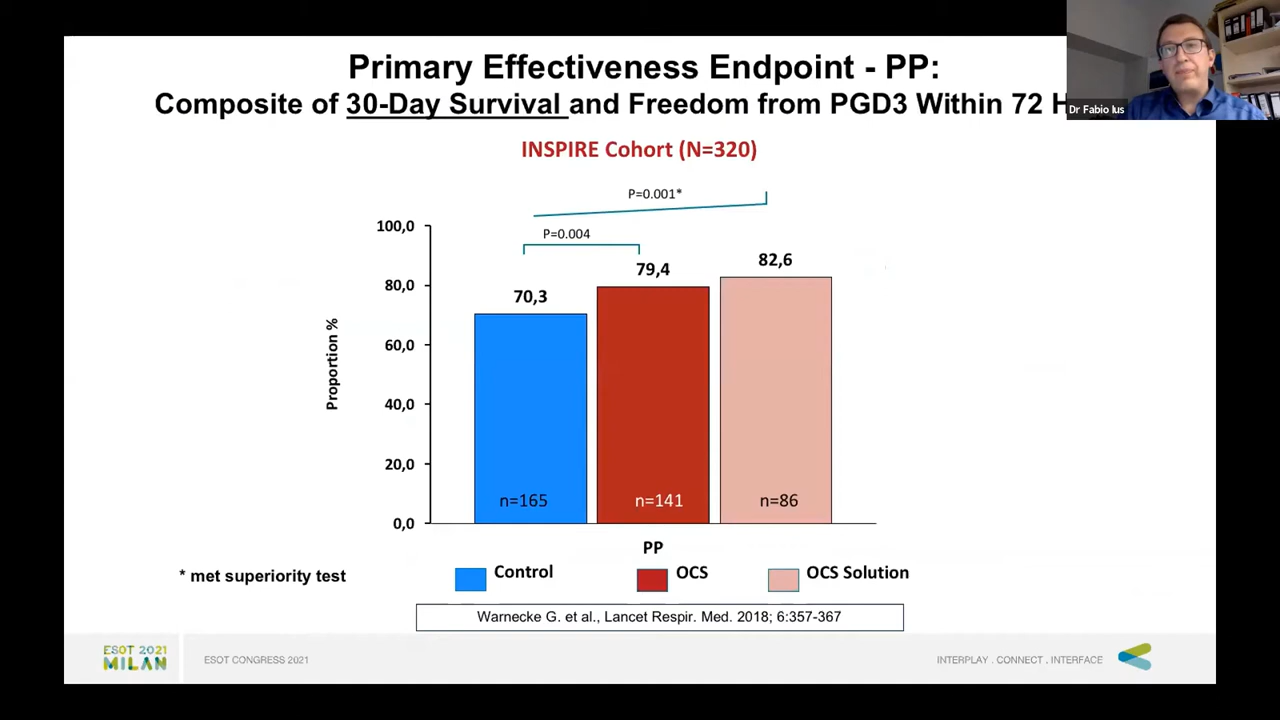 Primary Effectiveness Endpoint - PP:
Composite of 30-Day Survival and Freedom from PGD3 Within 72 H
Dr Fabio Ius
INSPIRE Cohort (N=320)
P=0.001*
P=0.004
100,0
80,0
60,0
40,0
20,0
0,0
Proportion %
70,3
79,4
82,6
n=165
n=141
n=86
PP
* met superiority test
Control
OCS
OCS Solution
Warnecke G. et al., Lancet Respir. Med. 2018; 6:357-367
ESOT 2021
MILAN
ESOT CONGRESS 2021
INTERPLAY . CONNECT . INTERFACE